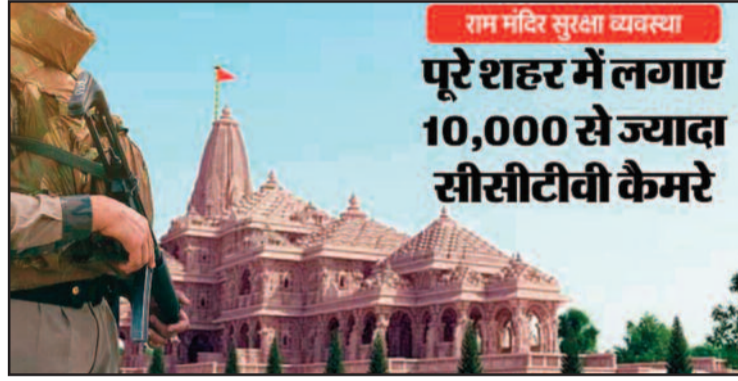 राम मंदिर सुरक्षा व्यवस्था
पूरे शहर में लगाए
10,000 से ज्यादा
सीसीटीवी कैमरे